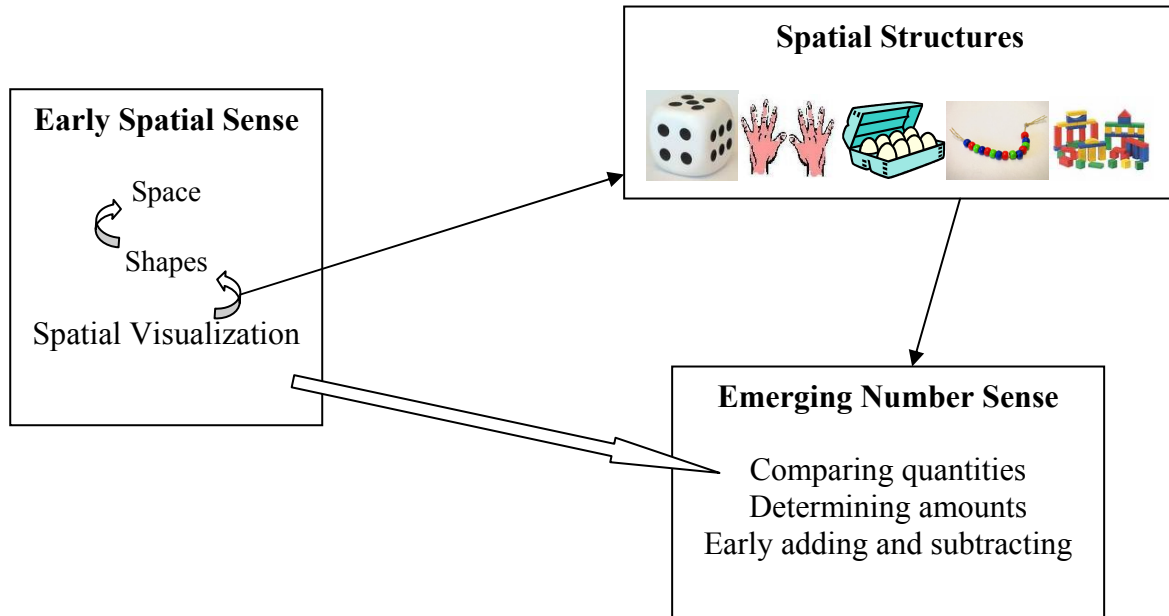 Early Spatial Sense
Space
Shapes
Spatial Visualization
Spatial Structures
Emerging Number Sense
Comparing quantities
Determining amounts
Early adding and subtracting